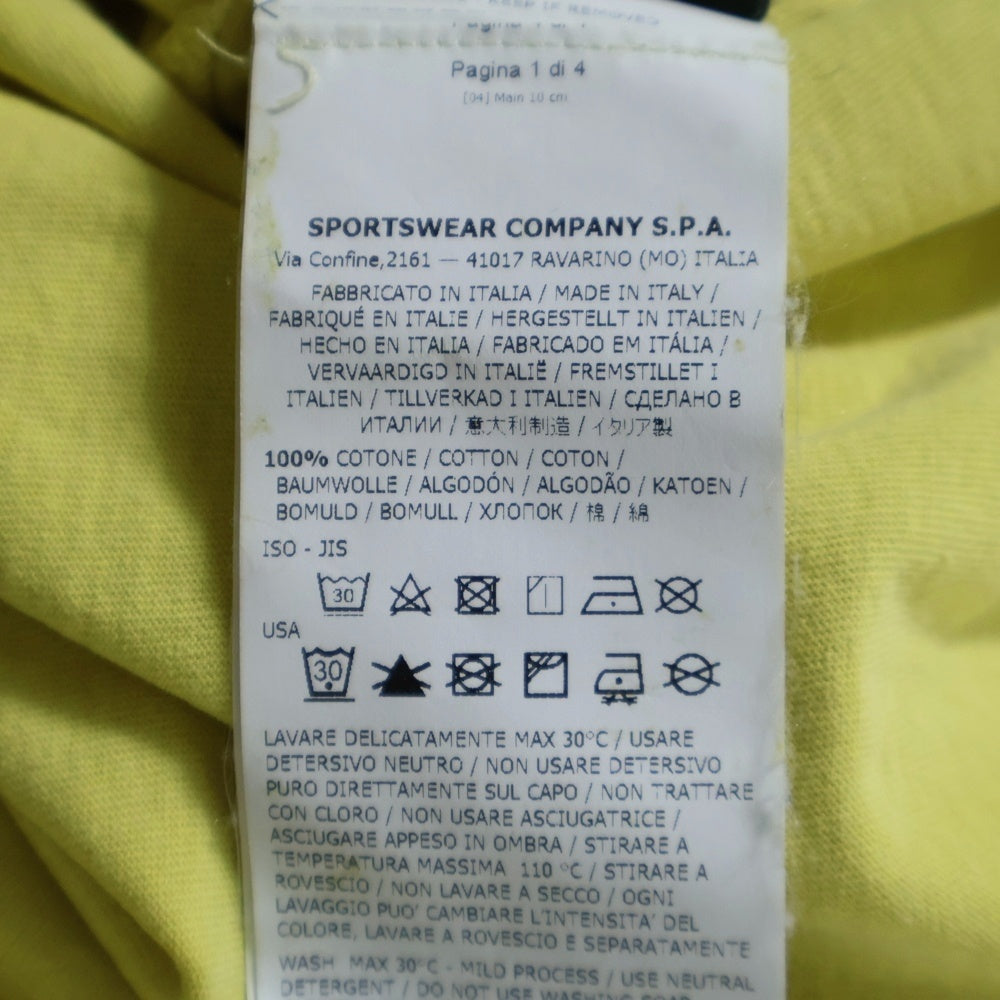 KEEP IF REMOVED
Pagina 1 di 4
[04] Main 10 cm
SPORTSWEAR COMPANY S.P.A.
Via Confine,2161 — 41017 RAVARINO (MO) ITALIA
FABBRICATO IN ITALIA / MADE IN ITALY /
FABRIQUÉ EN ITALIE / HERGESTELLT IN ITALIEN /
HECHO EN ITALIA / FABRICADO EM ITÁLIA /
VERVAARDIGD IN ITALIË / FREMSTILLET I
ITALIEN / TILLVERKAD I ITALIEN / СДЕЛАНО В
ИТАЛИИ / 意大利制造 / イタリア製
100% COTONE / COTTON / COTON /
BAUMWOLLE / ALGODÓN / ALGODÃO / KATOEN /
BOMULD / BOMULL / ХЛОПОК / 棉 / 綿
ISO - JIS
30
USA
30
LAVARE DELICATAMENTE MAX 30°C / USARE
DETERSIVO NEUTRO / NON USARE DETERSIVO
PURO DIRETTAMENTE SUL CAPO / NON TRATTARE
CON CLORO / NON USARE ASCIUGATRICE /
ASCIUGARE APPESO IN OMBRA / STIRARE A
TEMPERATURA MASSIMA 110 °C / STIRARE A
ROVESCIO / NON LAVARE A SECCO / OGNI
LAVAGGIO PUO' CAMBIARE L'INTENSITA' DEL
COLORE, LAVARE A ROVESCIO E SEPARATAMENTE
WASH MAX 30°C - MILD PROCESS / USE NEUTRAL
DETERGENT / DO NOT USE WASHING SOAP